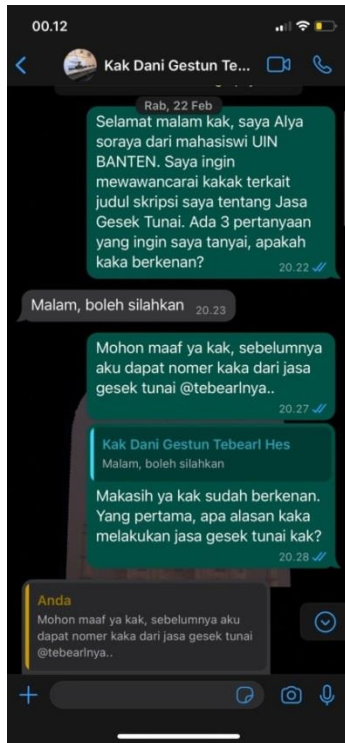 00.12
Kak Dani Gestun Te...
Rab, 22 Feb
Selamat malam kak, saya Alya
soraya dari mahasiswi UIN
BANTEN. Saya ingin
mewawancarai kakak terkait
judul skripsi saya tentang Jasa
Gesek Tunai. Ada 3 pertanyaan
yang ingin saya tanyai, apakah
kaka berkenan?
20.22
Malam, boleh silahkan 20.23
Mohon maaf ya kak, sebelumnya
aku dapat nomer kaka dari jasa
gesek tunai @tebearlnya..
20.27
Kak Dani Gestun Tebearl Hes
Malam, boleh silahkan
Makasih ya kak sudah berkenan.
Yang pertama, apa alasan kaka
melakukan jasa gesek tunai kak?
20.28
Anda
Mohon maaf ya kak, sebelumnya aku
dapat nomer kaka dari jasa gesek tunai
@tebearlnya..